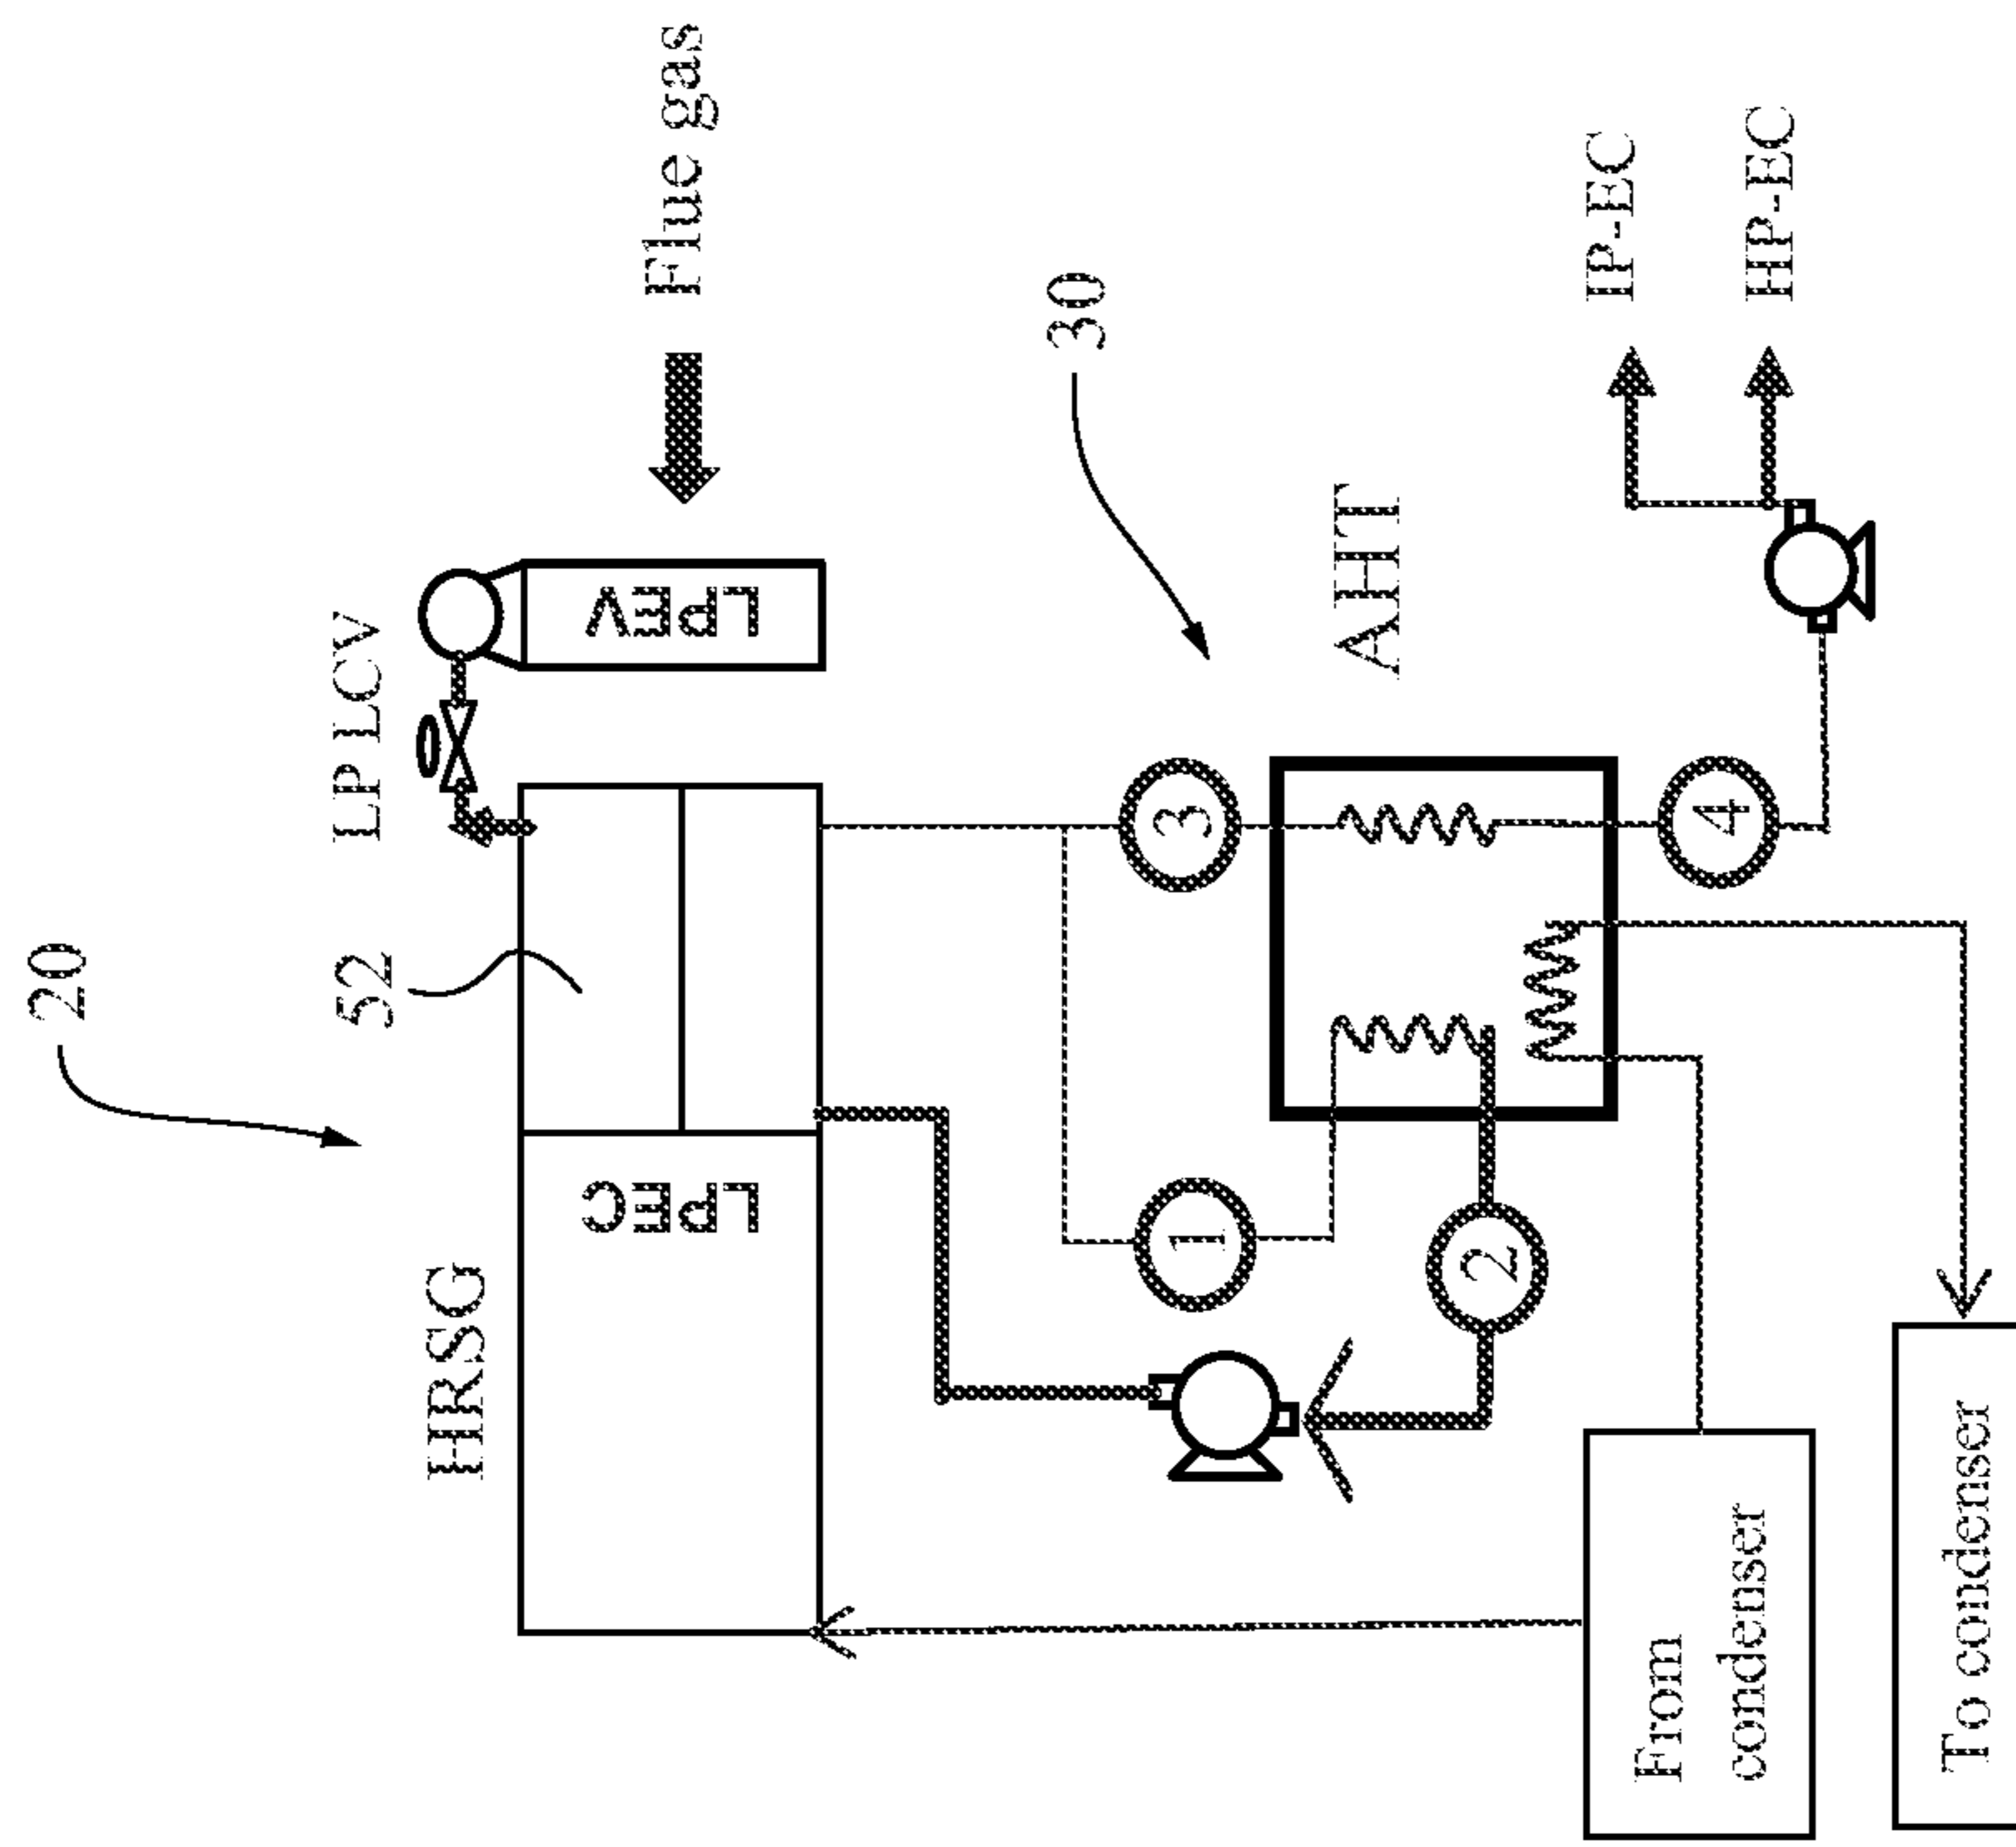 20
HRSG
52
LP LCV
LPEC
LPEV
Flue gas
30
AHT
1
2
3
4
IP-EC
HP-EC
From
condenser
To condenser